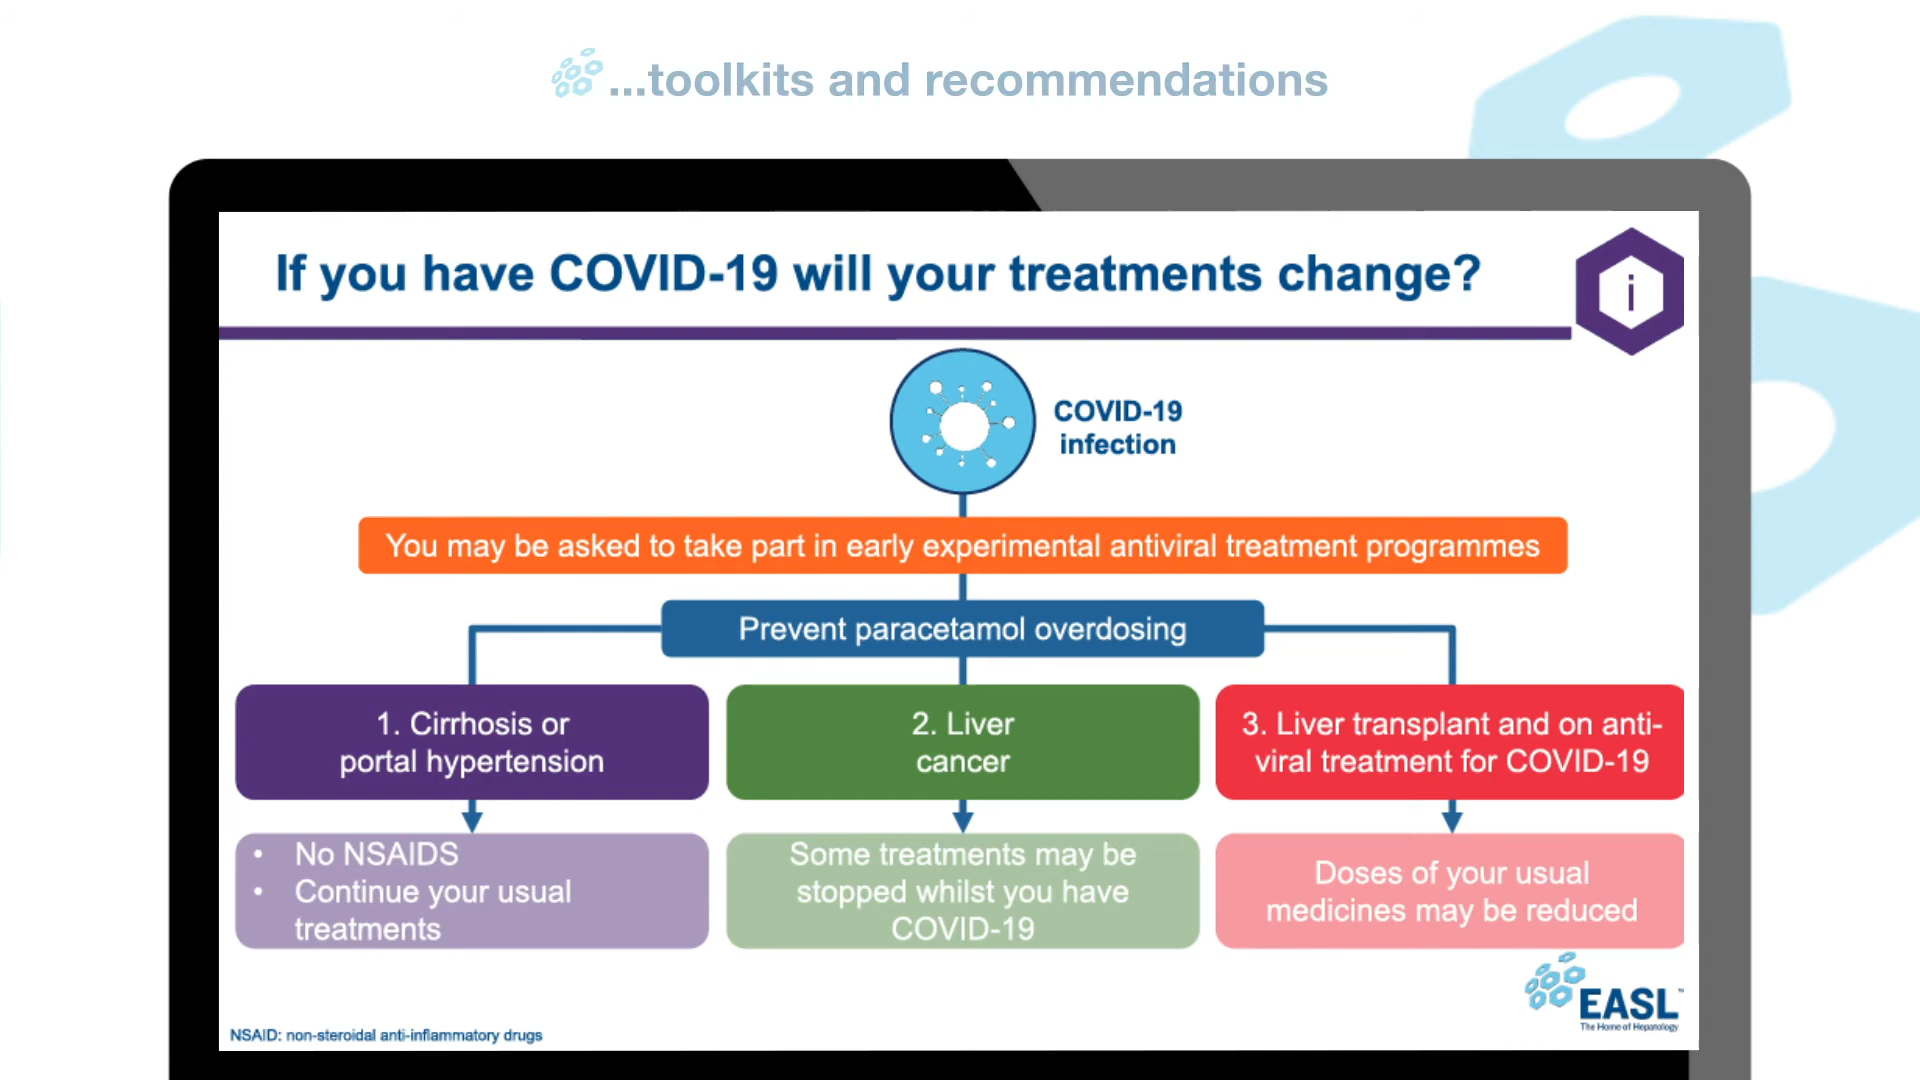 ...toolkits and recommendations
If you have COVID-19 will your treatments change?
i
COVID-19
infection
You may be asked to take part in early experimental antiviral treatment programmes
Prevent paracetamol overdosing
1. Cirrhosis or
portal hypertension
2. Liver
cancer
3. Liver transplant and on anti-
viral treatment for COVID-19
• No NSAIDS
• Continue your usual
treatments
Some treatments may be
stopped whilst you have
COVID-19
Doses of your usual
medicines may be reduced
EASL™
The Home of Hepatology
NSAID: non-steroidal anti-inflammatory drugs